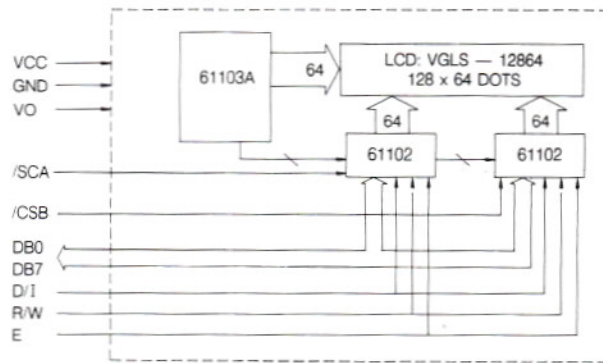 VCC
GND
VO
61103A
64
LCD: VGLS — 12864
128 x 64 DOTS
64
64
61102
61102
/SCA
/CSB
DB0
DB7
D/I
R/W
E